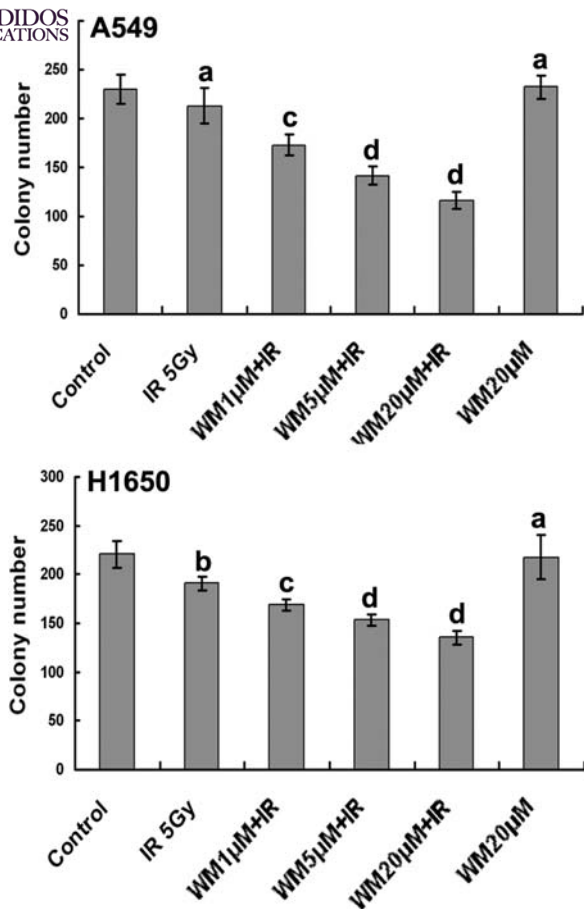 DIDOS
CATIONS
A549
Colony number
300
250
200
150
100
50
0
a
c
d
d
a
Control
IR 5Gy
WM1µM+IR
WM5µM+IR
WM20µM+IR
WM20µM
H1650
Colony number
300
250
200
150
100
50
0
b
c
d
d
a
Control
IR 5Gy
WM1µM+IR
WM5µM+IR
WM20µM+IR
WM20µM